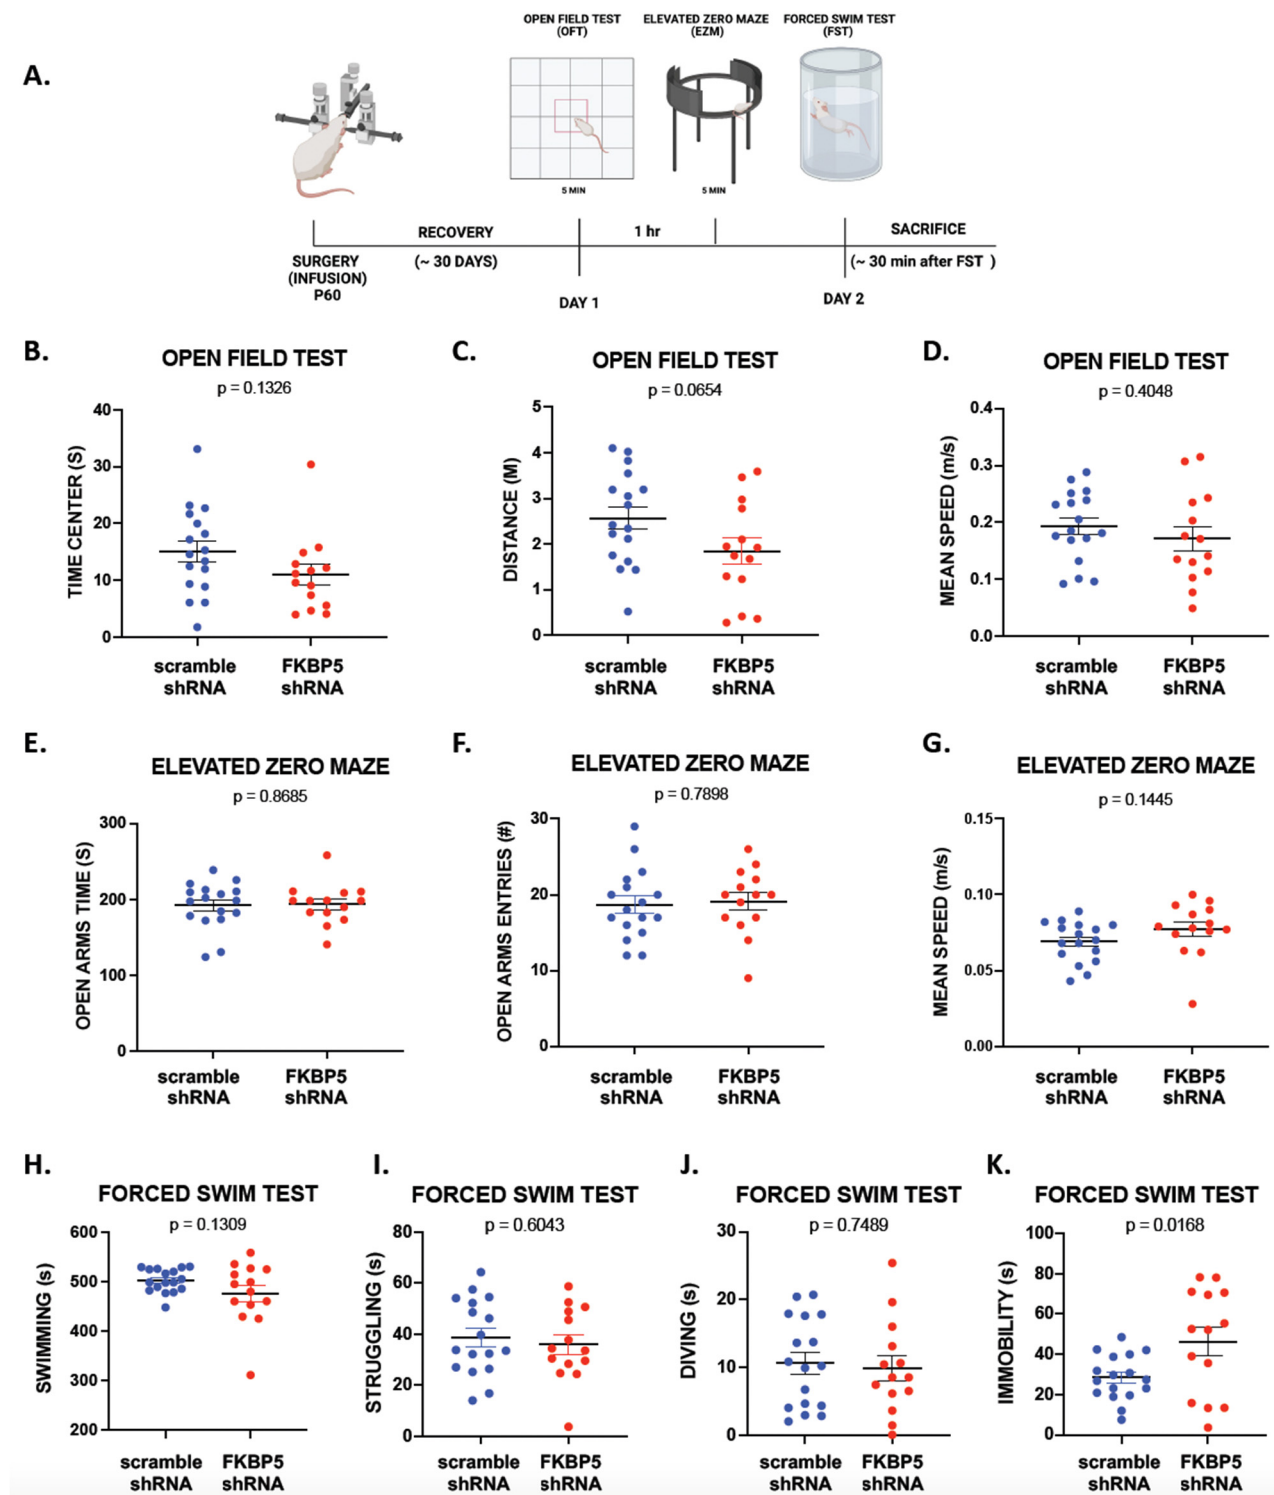 A.
OPEN FIELD TEST
(OFT)
ELEVATED ZERO MAZE
(EZM)
FORCED SWIM TEST
(FST)
5 MIN
5 MIN
RECOVERY
1 hr
SACRIFICE
SURGERY
(INFUSION)
P60
(~ 30 DAYS)
(~ 30 min after FST )
DAY 1
DAY 2
B.
OPEN FIELD TEST
p = 0.1326
TIME CENTER (S)
40
30
20
10
0
scramble
shRNA
FKBP5
shRNA
C.
OPEN FIELD TEST
p = 0.0654
DISTANCE (M)
5
4
3
2
1
0
scramble
shRNA
FKBP5
shRNA
D.
OPEN FIELD TEST
p = 0.4048
MEAN SPEED (m/s)
0.4
0.3
0.2
0.1
0.0
scramble
shRNA
FKBP5
shRNA
E.
ELEVATED ZERO MAZE
p = 0.8685
OPEN ARMS TIME (S)
300
200
100
0
scramble
shRNA
FKBP5
shRNA
F.
ELEVATED ZERO MAZE
p = 0.7898
OPEN ARMS ENTRIES (#)
30
20
10
0
scramble
shRNA
FKBP5
shRNA
G.
ELEVATED ZERO MAZE
p = 0.1445
MEAN SPEED (m/s)
0.15
0.10
0.05
0.00
scramble
shRNA
FKBP5
shRNA
H.
FORCED SWIM TEST
p = 0.1309
SWIMMING (s)
600
500
400
300
200
scramble
shRNA
FKBP5
shRNA
I.
FORCED SWIM TEST
p = 0.6043
STRUGGLING (s)
80
60
40
20
0
scramble
shRNA
FKBP5
shRNA
J.
FORCED SWIM TEST
p = 0.7489
DIVING (s)
30
20
10
0
scramble
shRNA
FKBP5
shRNA
K.
FORCED SWIM TEST
p = 0.0168
IMMOBILITY (s)
100
80
60
40
20
0
scramble
shRNA
FKBP5
shRNA